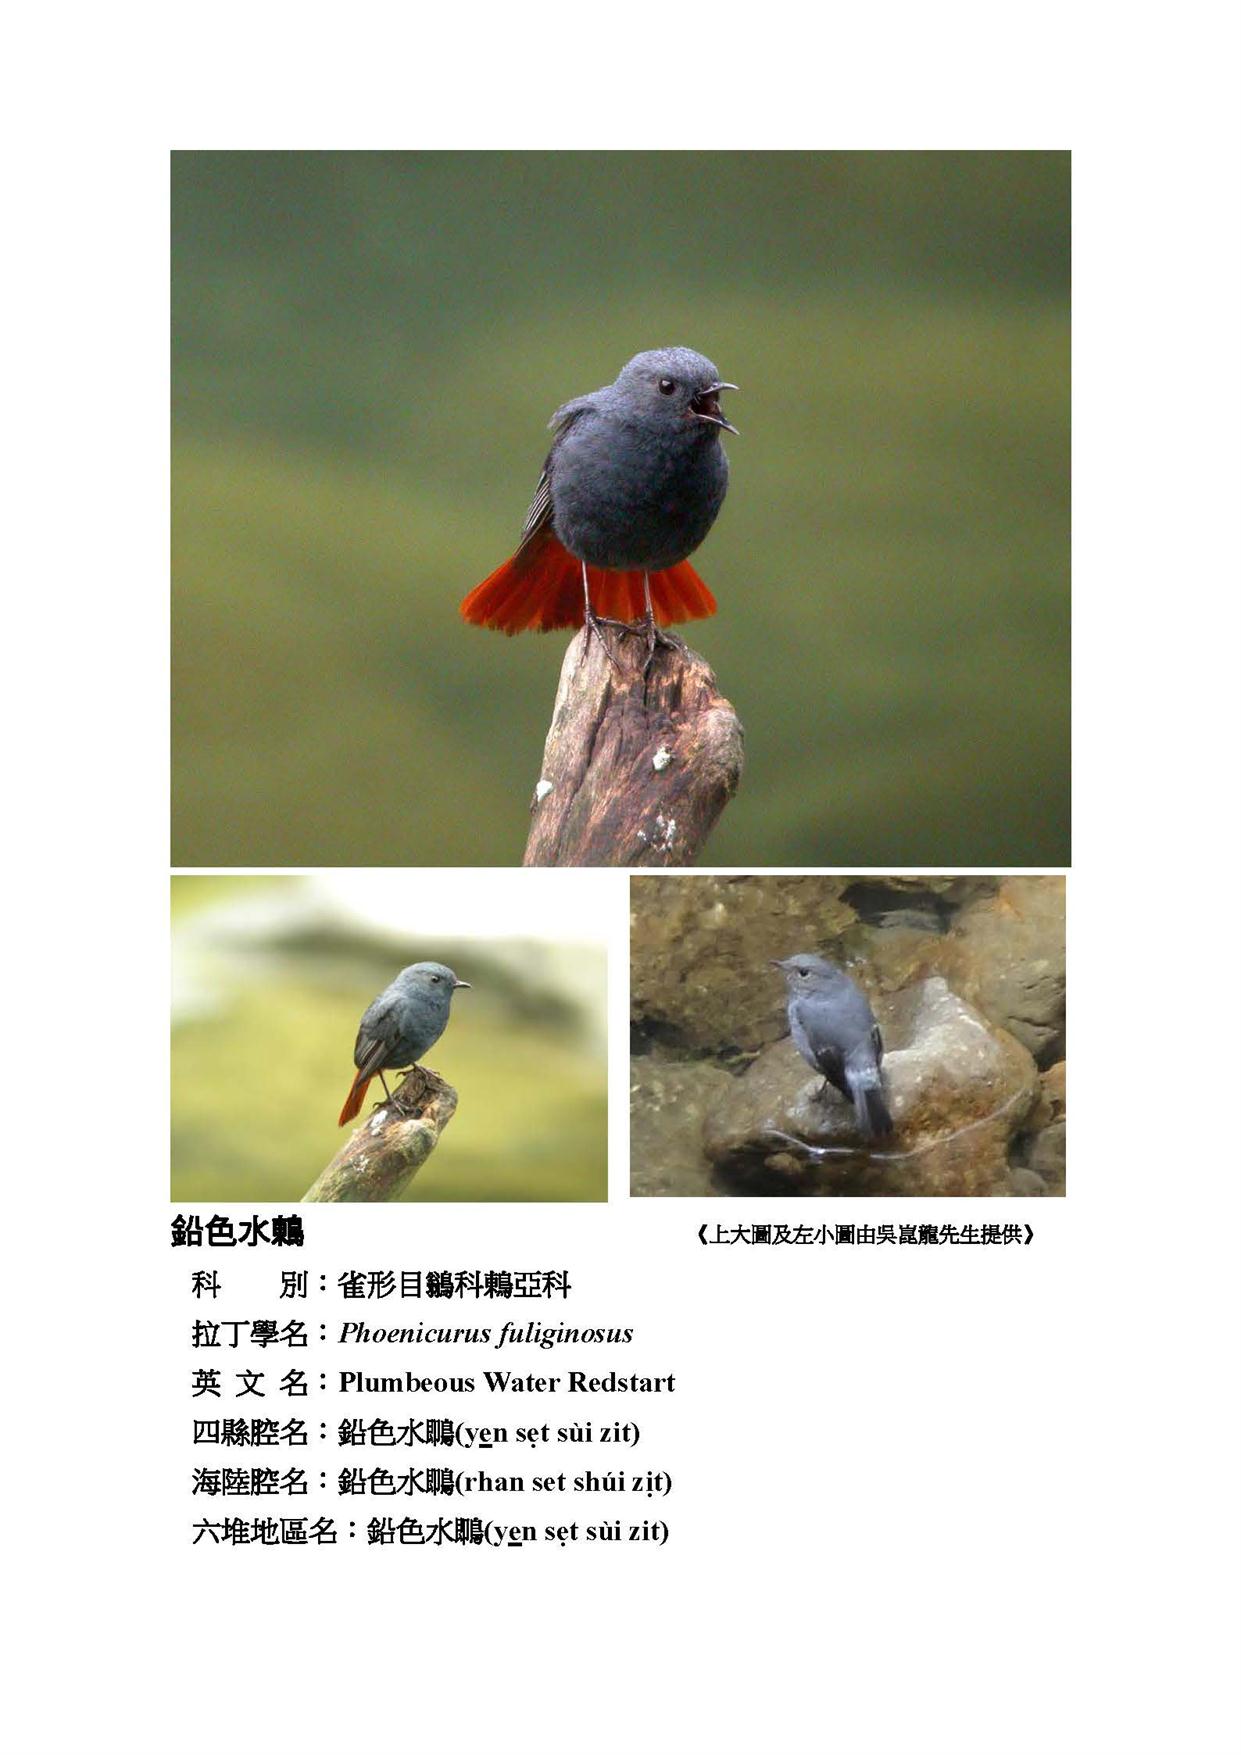 鉛色水鶇
《上大圖及左小圖由吳崑龍先生提供》
科 別：雀形目鶲科鶇亞科
拉丁學名：Phoenicurus fuliginosus
英 文 名：Plumbeous Water Redstart
四縣腔名：鉛色水鶥(yen sẹt sùi zit)
海陸腔名：鉛色水鶥(rhan set shúi zịt)
六堆地區名：鉛色水鶥(yen sẹt sùi zit)